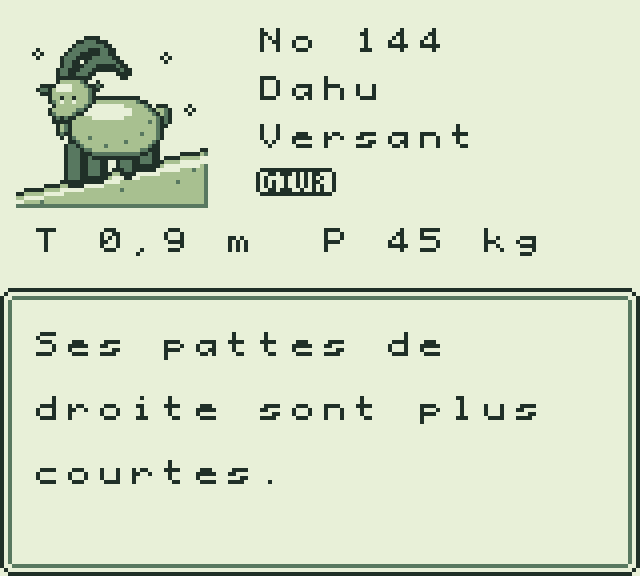 No 144
Dahu
Versant
GIVR
T 0,9 m P 45 kg
Ses pattes de
droite sont plus
courtes.